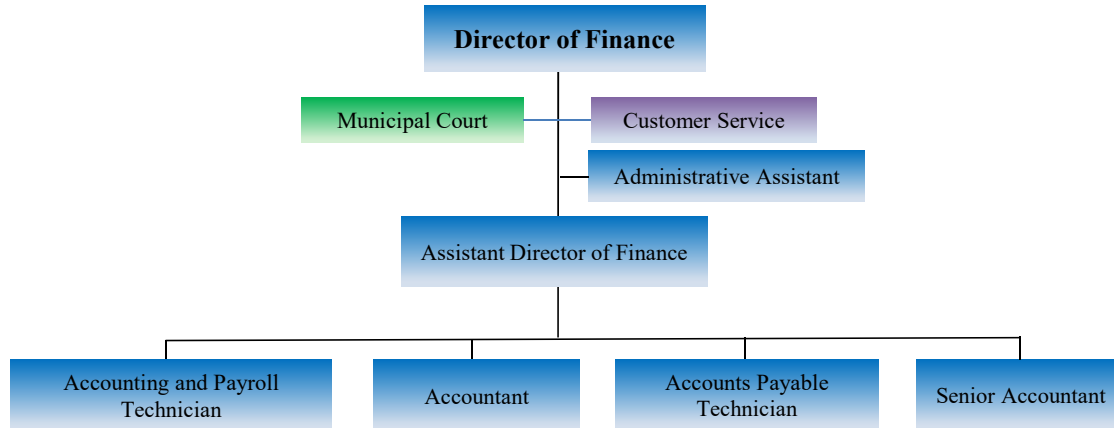 Director of Finance
Municipal Court
Customer Service
Administrative Assistant
Assistant Director of Finance
Accounting and Payroll
Technician
Accountant
Accounts Payable
Technician
Senior Accountant